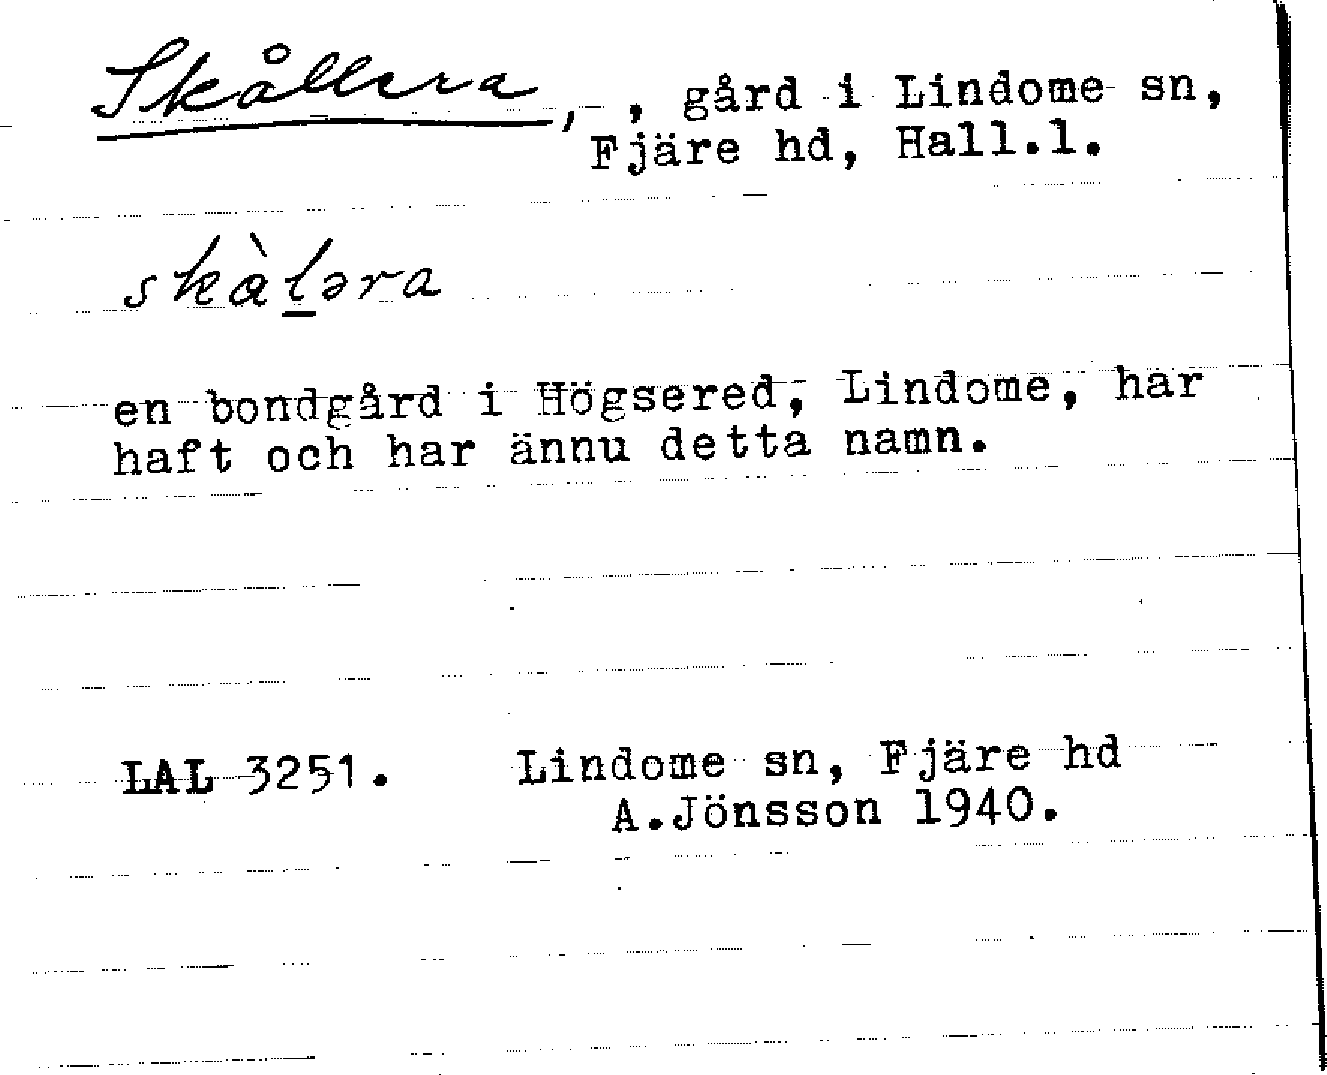 Skållera, , gård i Lindome sn,
Fjäre hd, Hall.l.
skàlǝra
en bondgård i Högsered, Lindome, har
haft och har ännu detta namn.
LAL 3251. Lindome sn, Fjäre hd
A.Jönsson 1940.